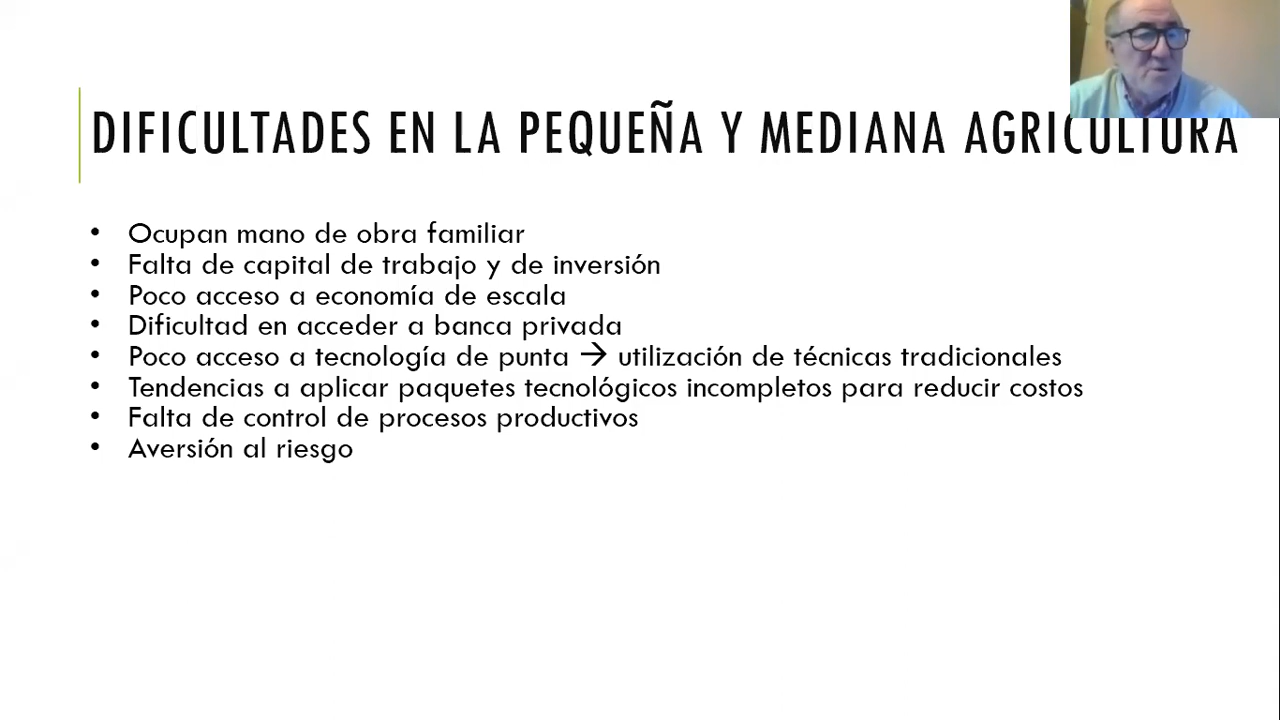 DIFICULTADES EN LA PEQUEÑA Y MEDIANA AGRICULTURA
• Ocupan mano de obra familiar
• Falta de capital de trabajo y de inversión
• Poco acceso a economía de escala
• Dificultad en acceder a banca privada
• Poco acceso a tecnología de punta → utilización de técnicas tradicionales
• Tendencias a aplicar paquetes tecnológicos incompletos para reducir costos
• Falta de control de procesos productivos
• Aversión al riesgo